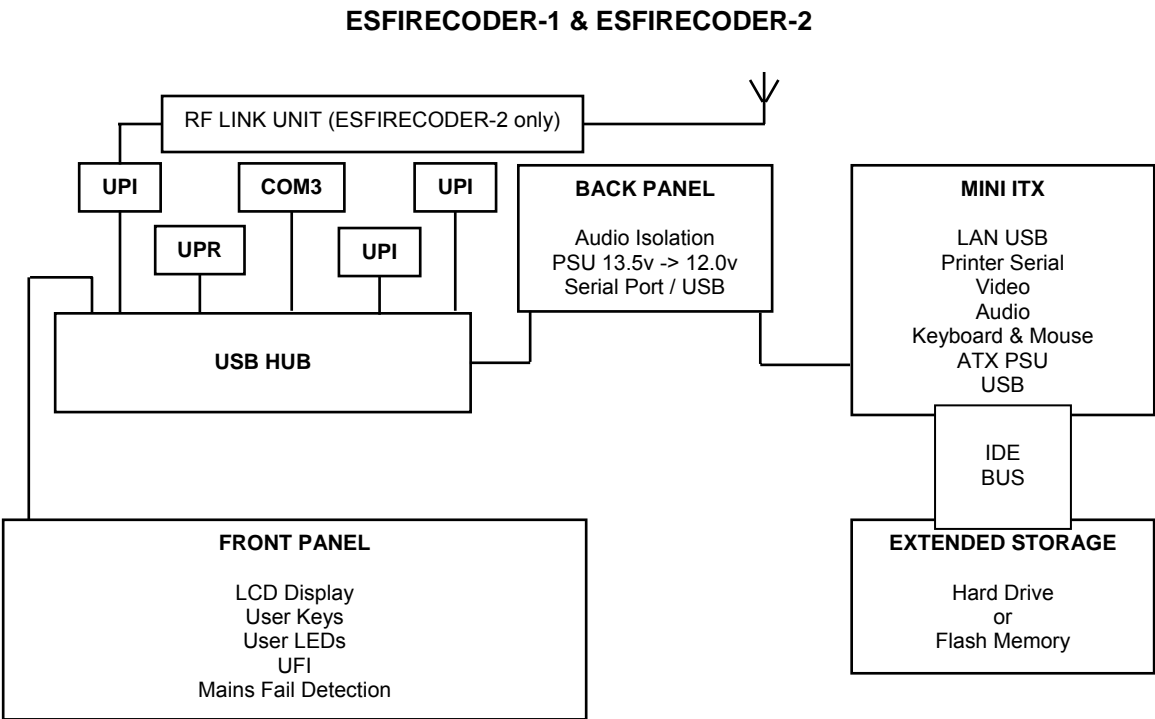 ESFIRECODER-1 & ESFIRECODER-2
RF LINK UNIT (ESFIRECODER-2 only)
UPI
COM3
UPI
UPR
UPI
USB HUB
BACK PANEL
Audio Isolation
PSU 13.5v -> 12.0v
Serial Port / USB
MINI ITX
LAN USB
Printer Serial
Video
Audio
Keyboard & Mouse
ATX PSU
USB
IDE
BUS
FRONT PANEL
LCD Display
User Keys
User LEDs
UFI
Mains Fail Detection
EXTENDED STORAGE
Hard Drive
or
Flash Memory